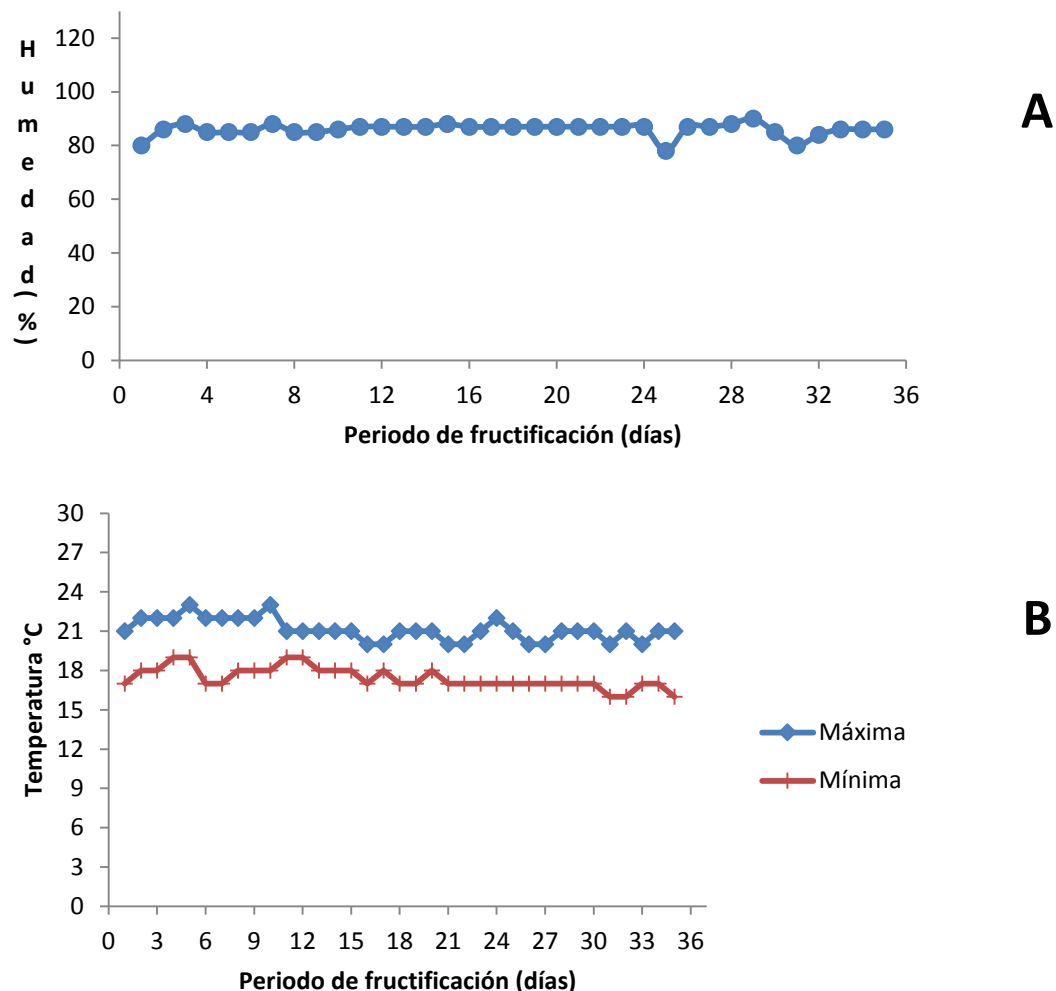 Humedad (%)
120
100
80
60
40
20
0
0 4 8 12 16 20 24 28 32 36
Periodo de fructificación (días)
A
Temperatura °C
30
27
24
21
18
15
12
9
6
3
0
0 3 6 9 12 15 18 21 24 27 30 33 36
Periodo de fructificación (días)
B
Máxima
Mínima